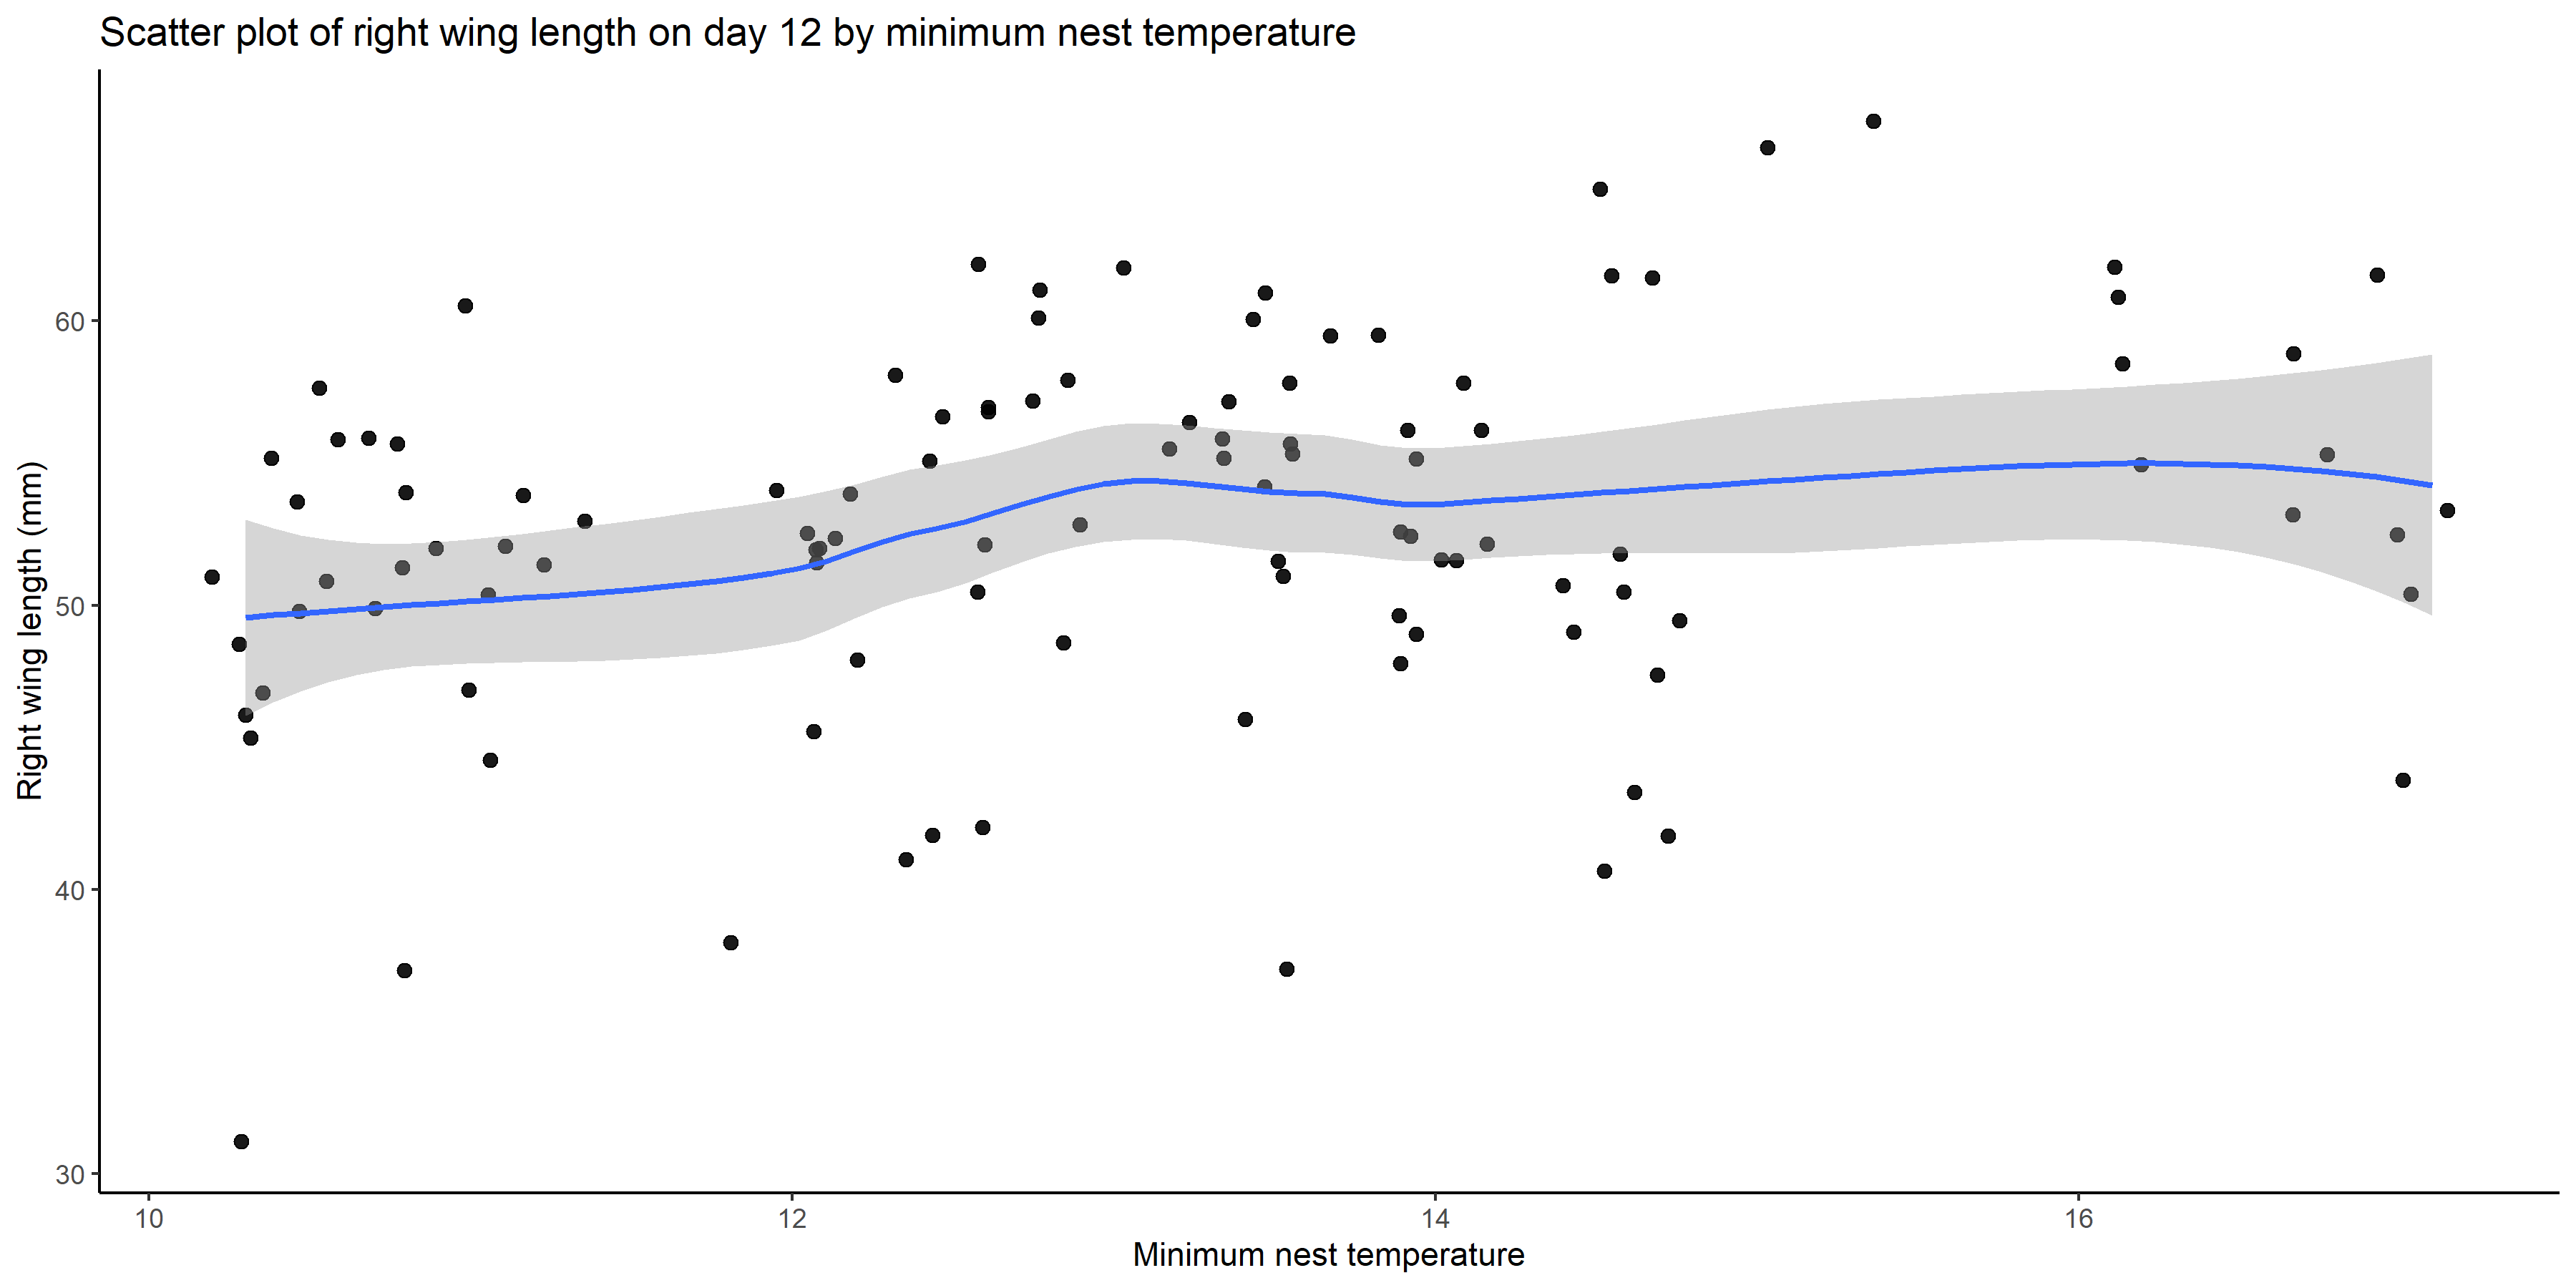 Scatter plot of right wing length on day 12 by minimum nest temperature
Right wing length (mm)
60
50
40
30
10
12
14
16
Minimum nest temperature